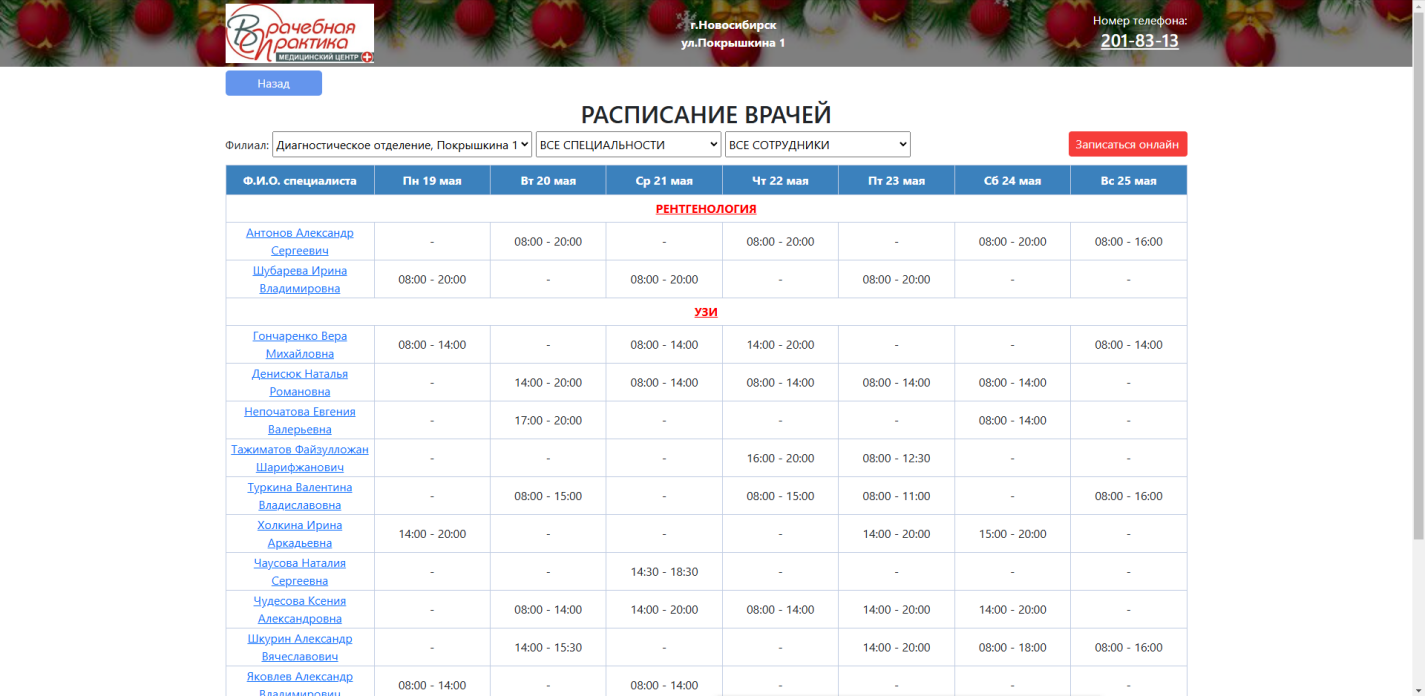 Врачебная
Практика
МЕДИЦИНСКИЙ ЦЕНТР
г.Новосибирск
ул.Покрышкина 1
Номер телефона:
201-83-13
Назад
РАСПИСАНИЕ ВРАЧЕЙ
Филиал: Диагностическое отделение, Покрышкина 1 ВСЕ СПЕЦИАЛЬНОСТИ ВСЕ СОТРУДНИКИ Записаться онлайн
Ф.И.О. специалиста Пн 19 мая Вт 20 мая Ср 21 мая Чт 22 мая Пт 23 мая Сб 24 мая Вс 25 мая
РЕНТГЕНОЛОГИЯ
Антонов Александр
Сергеевич - 08:00 - 20:00 - 08:00 - 20:00 - 08:00 - 20:00 08:00 - 16:00
Шубарева Ирина
Владимировна 08:00 - 20:00 - 08:00 - 20:00 - 08:00 - 20:00 - -
УЗИ
Гончаренко Вера
Михайловна 08:00 - 14:00 - 08:00 - 14:00 14:00 - 20:00 - - 08:00 - 14:00
Денисюк Наталья
Романовна - 14:00 - 20:00 08:00 - 14:00 08:00 - 14:00 08:00 - 14:00 08:00 - 14:00 -
Непочатова Евгения
Валерьевна - 17:00 - 20:00 - - - 08:00 - 14:00 -
Тажиматов Файзулложан
Шарифжанович - - - 16:00 - 20:00 08:00 - 12:30 - -
Туркина Валентина
Владиславовна - 08:00 - 15:00 - 08:00 - 15:00 08:00 - 11:00 - 08:00 - 16:00
Холкина Ирина
Аркадьевна 14:00 - 20:00 - - - 14:00 - 20:00 15:00 - 20:00 -
Чаусова Наталия
Сергеевна - - 14:30 - 18:30 - - - -
Чудесова Ксения
Александровна - 08:00 - 14:00 14:00 - 20:00 08:00 - 14:00 14:00 - 20:00 14:00 - 20:00 -
Шкурин Александр
Вячеславович - 14:00 - 15:30 - - 14:00 - 20:00 08:00 - 18:00 08:00 - 16:00
Яковлев Александр
Владимирович 08:00 - 14:00 - 08:00 - 14:00 - - - -